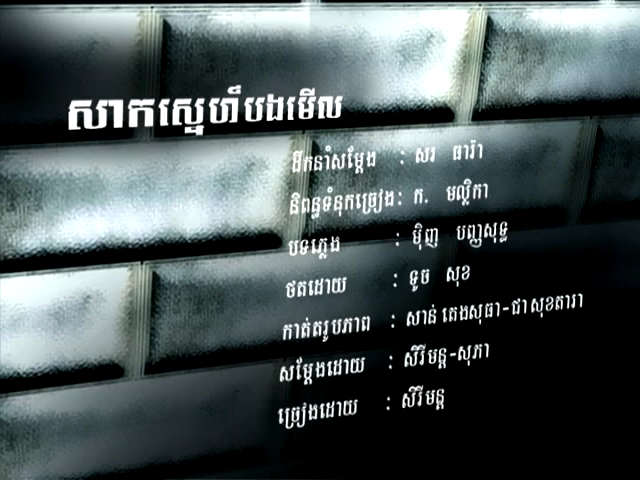 សាកស្នេហ៍បងមើល
ដឹកនាំសម្តែង : សរ ធារ៉ា
និពន្ធទំនុកច្រៀង: ក. មល្លិកា
បទភ្លេង : ម៉ិញ បញ្ញសុទ្ធ
ថតដោយ : ទូច សុខ
កាត់តរូបភាព : សាន់ គេងសុធា-ជាសុខតារា
សម្តែងដោយ : សិរីមន្ត-សុភា
ច្រៀងដោយ : សិរីមន្ត